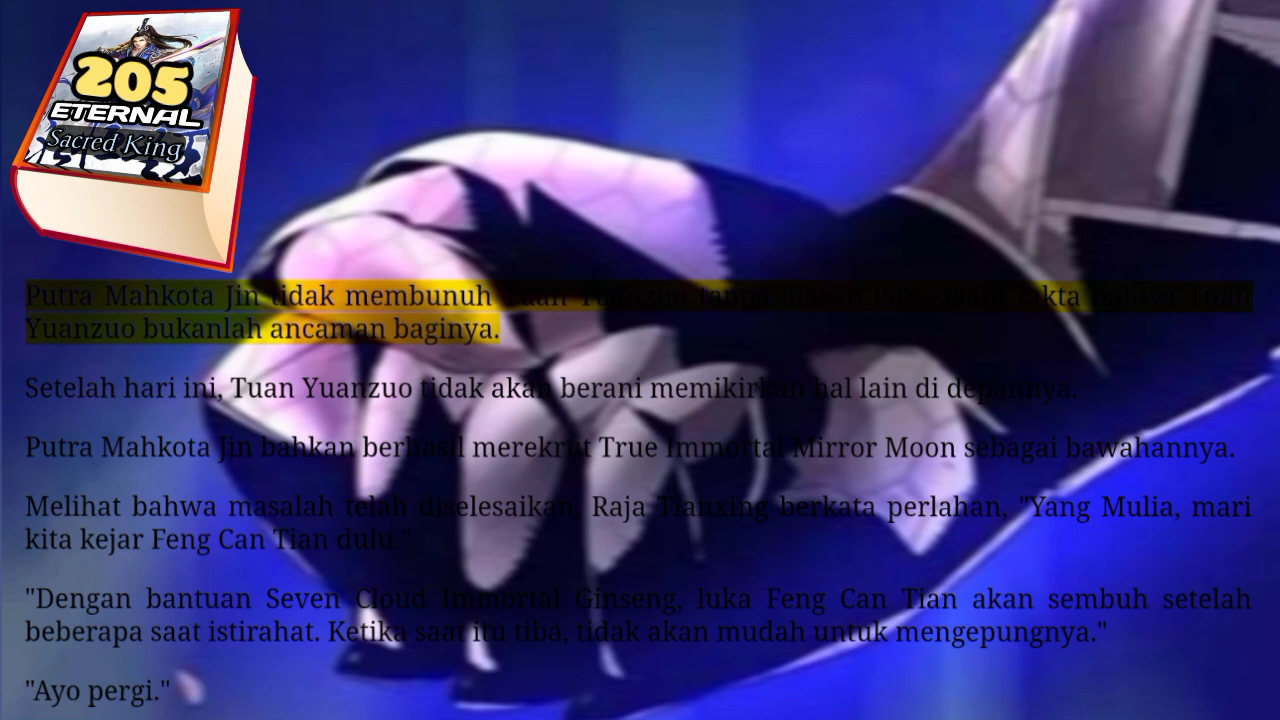 205
ETERNAL
Sacred King
Putra Mahkota Jin tidak membunuh Tuan Yuanzuo tanpa alasan lain selain fakta bahwa Tuan
Yuanzuo bukanlah ancaman baginya.
Setelah hari ini, Tuan Yuanzuo tidak akan berani memikirkan hal lain di depannya.
Putra Mahkota Jin bahkan berhasil merekrut True Immortal Mirror Moon sebagai bawahannya.
Melihat bahwa masalah telah diselesaikan, Raja Tianxing berkata perlahan, "Yang Mulia, mari
kita kejar Feng Can Tian dulu."
"Dengan bantuan Seven Cloud Immortal Ginseng, luka Feng Can Tian akan sembuh setelah
beberapa saat istirahat. Ketika saat itu tiba, tidak akan mudah untuk mengepungnya."
"Ayo pergi."